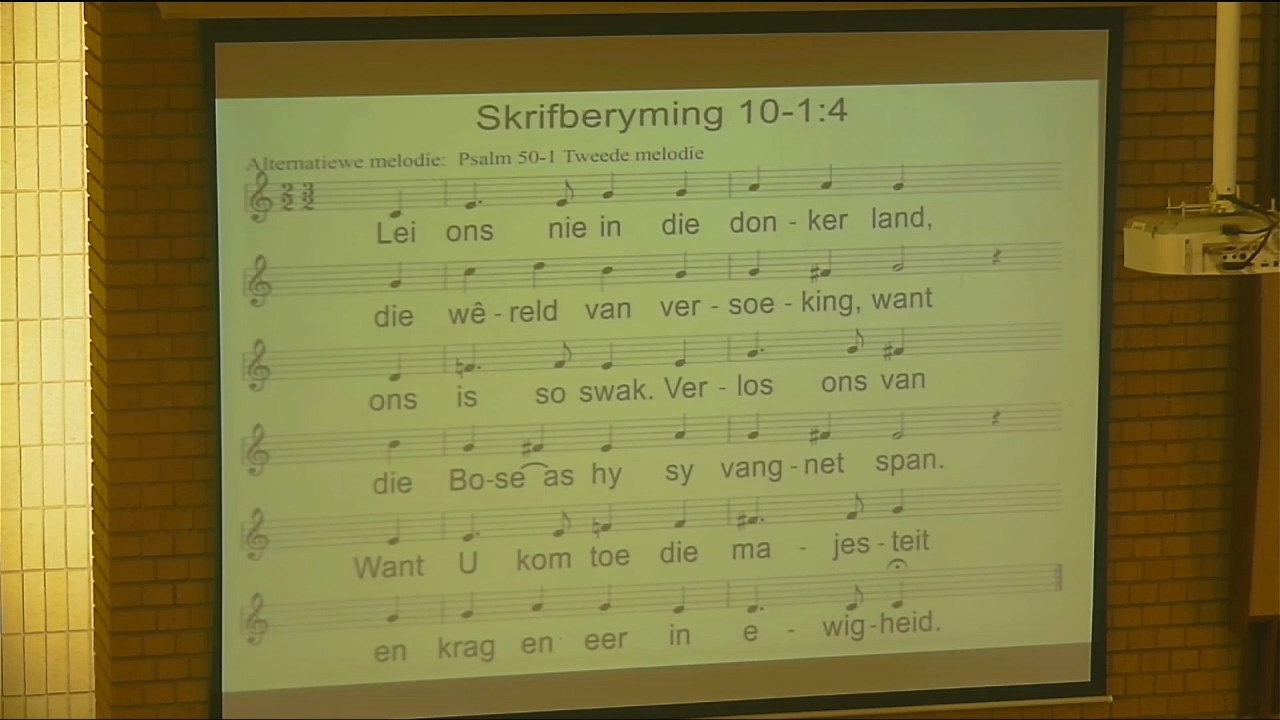 Skrifberyming 10-1:4
Alternatiewe melodie: Psalm 50-1 Tweede melodie
Lei ons nie in die don - ker land,
die wê - reld van ver - soe - king, want
ons is so swak. Ver - los ons van
die Bo-se as hy sy vang - net span.
Want U kom toe die ma - jes - teit
en krag en eer in e - wig-heid.